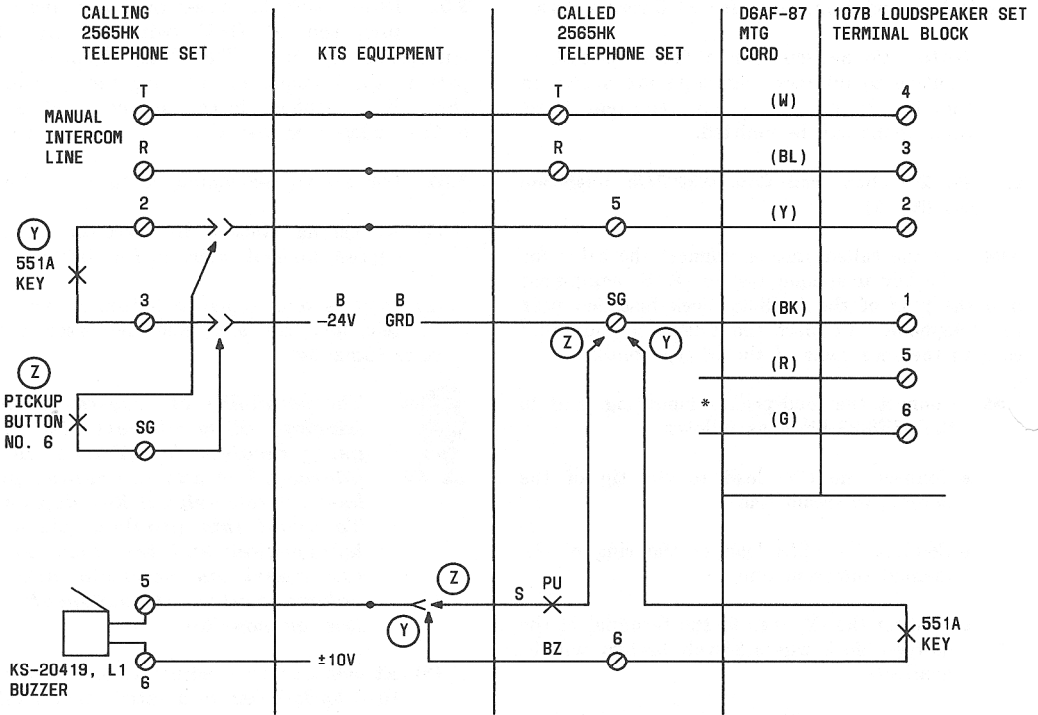 CALLING
2565HK
TELEPHONE SET
KTS EQUIPMENT
CALLED
2565HK
TELEPHONE SET
D6AF-87
MTG
CORD
107B LOUDSPEAKER SET
TERMINAL BLOCK
MANUAL
INTERCOM
LINE
T
T
(W)
4
R
R
(BL)
3
2
5
(Y)
2
Y
551A
KEY
3
B
-24V
B
GRD
SG
(BK)
1
Z
Y
(R)
5
*
(G)
6
Z
PICKUP
BUTTON
NO. 6
SG
5
Z
S
PU
Y
BZ
6
551A
KEY
±10V
KS-20419, L1
BUZZER
6